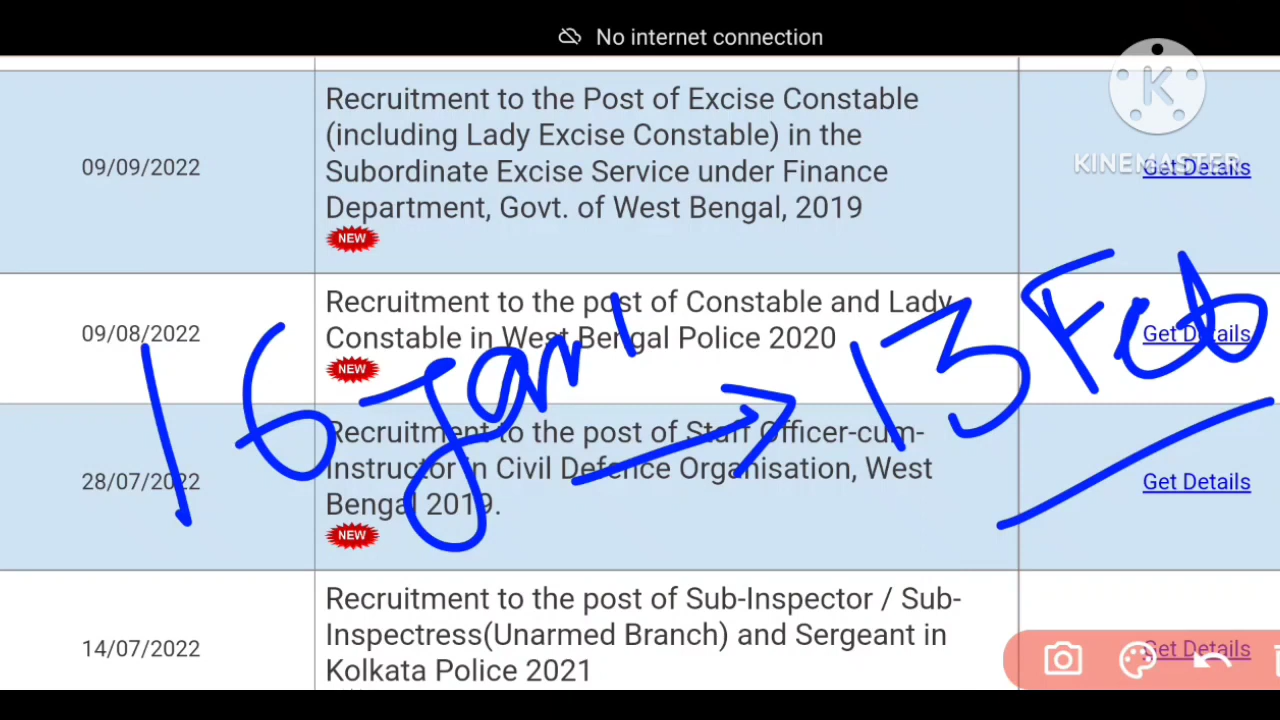 No internet connection
K
KINEMASTER
09/09/2022
Recruitment to the Post of Excise Constable
(including Lady Excise Constable) in the
Subordinate Excise Service under Finance
Department, Govt. of West Bengal, 2019
NEW
Get Details
09/08/2022
Recruitment to the post of Constable and Lady
Constable in West Bengal Police 2020
NEW
Get Details
16 Jan → 13 Feb
28/07/2022
Recruitment to the post of Staff Officer-cum-
Instructor in Civil Defence Organisation, West
Bengal 2019.
NEW
Get Details
14/07/2022
Recruitment to the post of Sub-Inspector / Sub-
Inspectress(Unarmed Branch) and Sergeant in
Kolkata Police 2021
Get Details